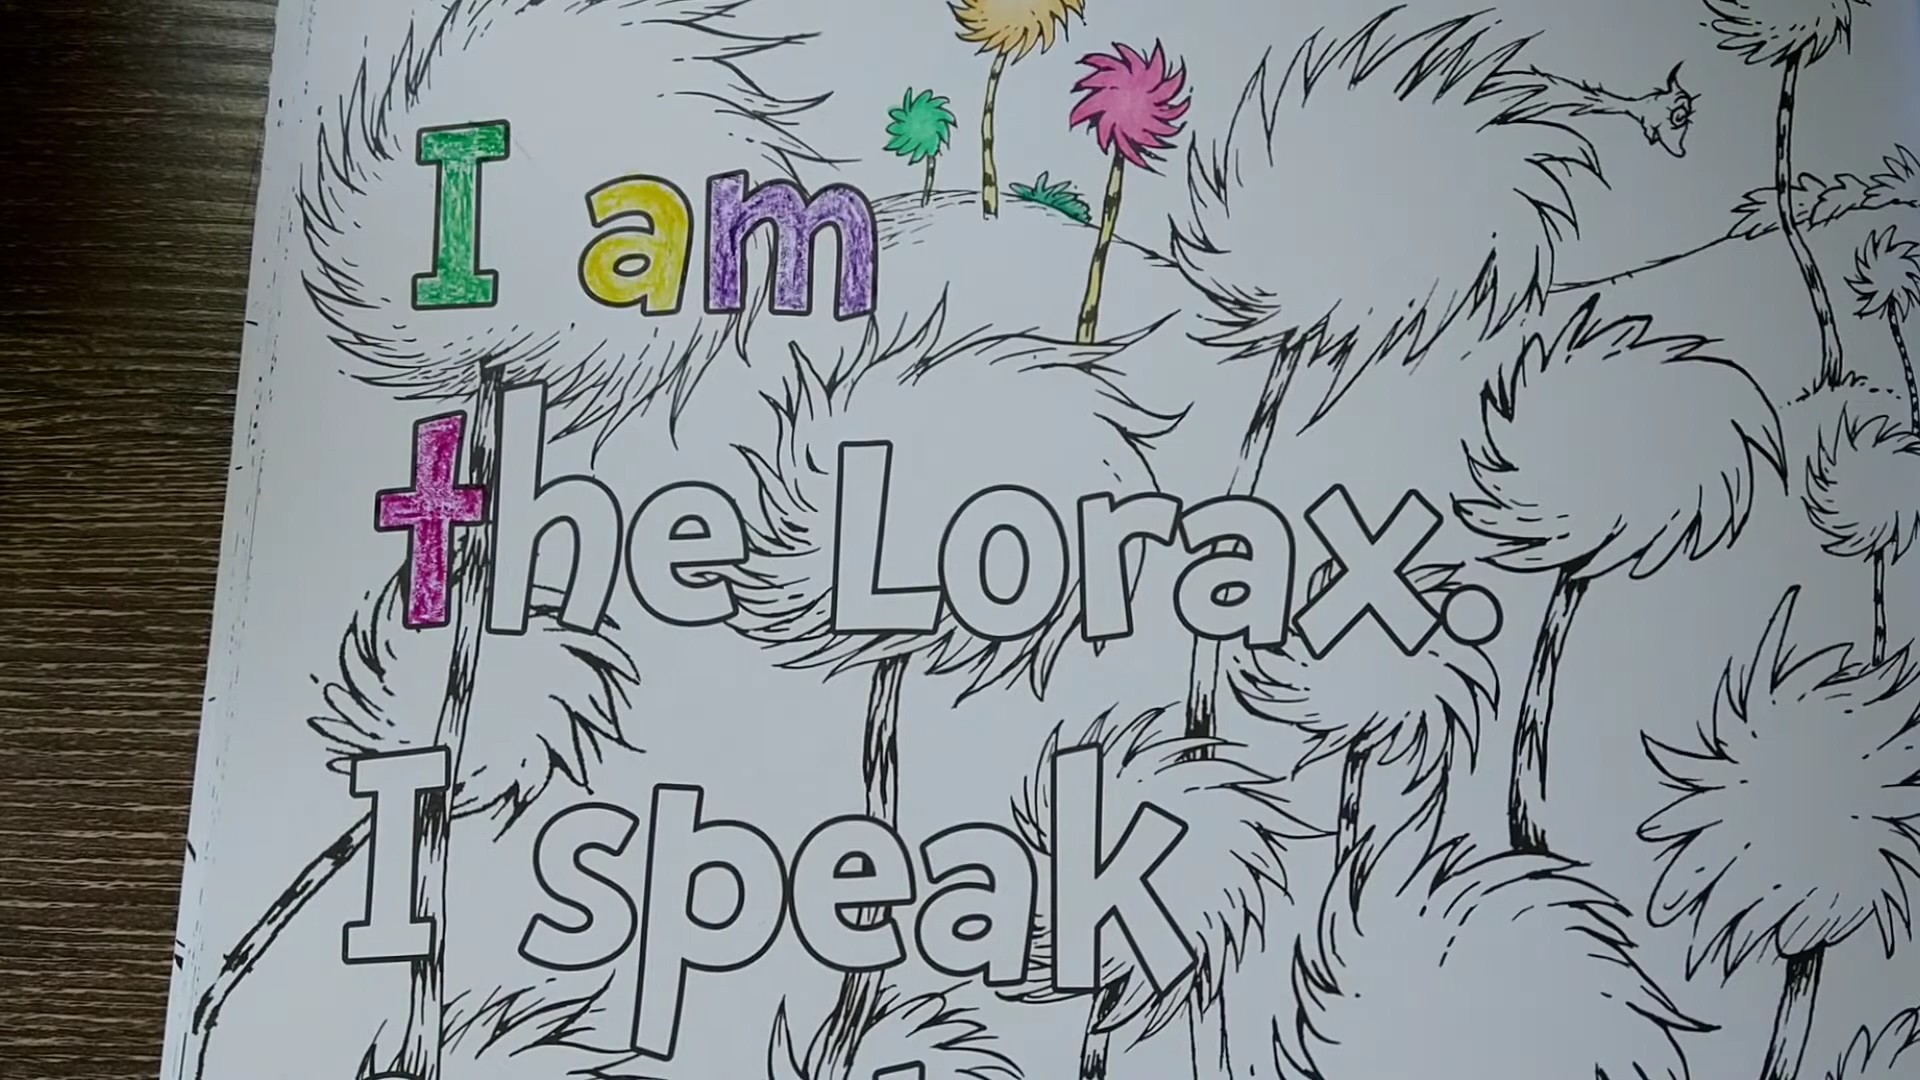 I am
the Lorax.
I speak